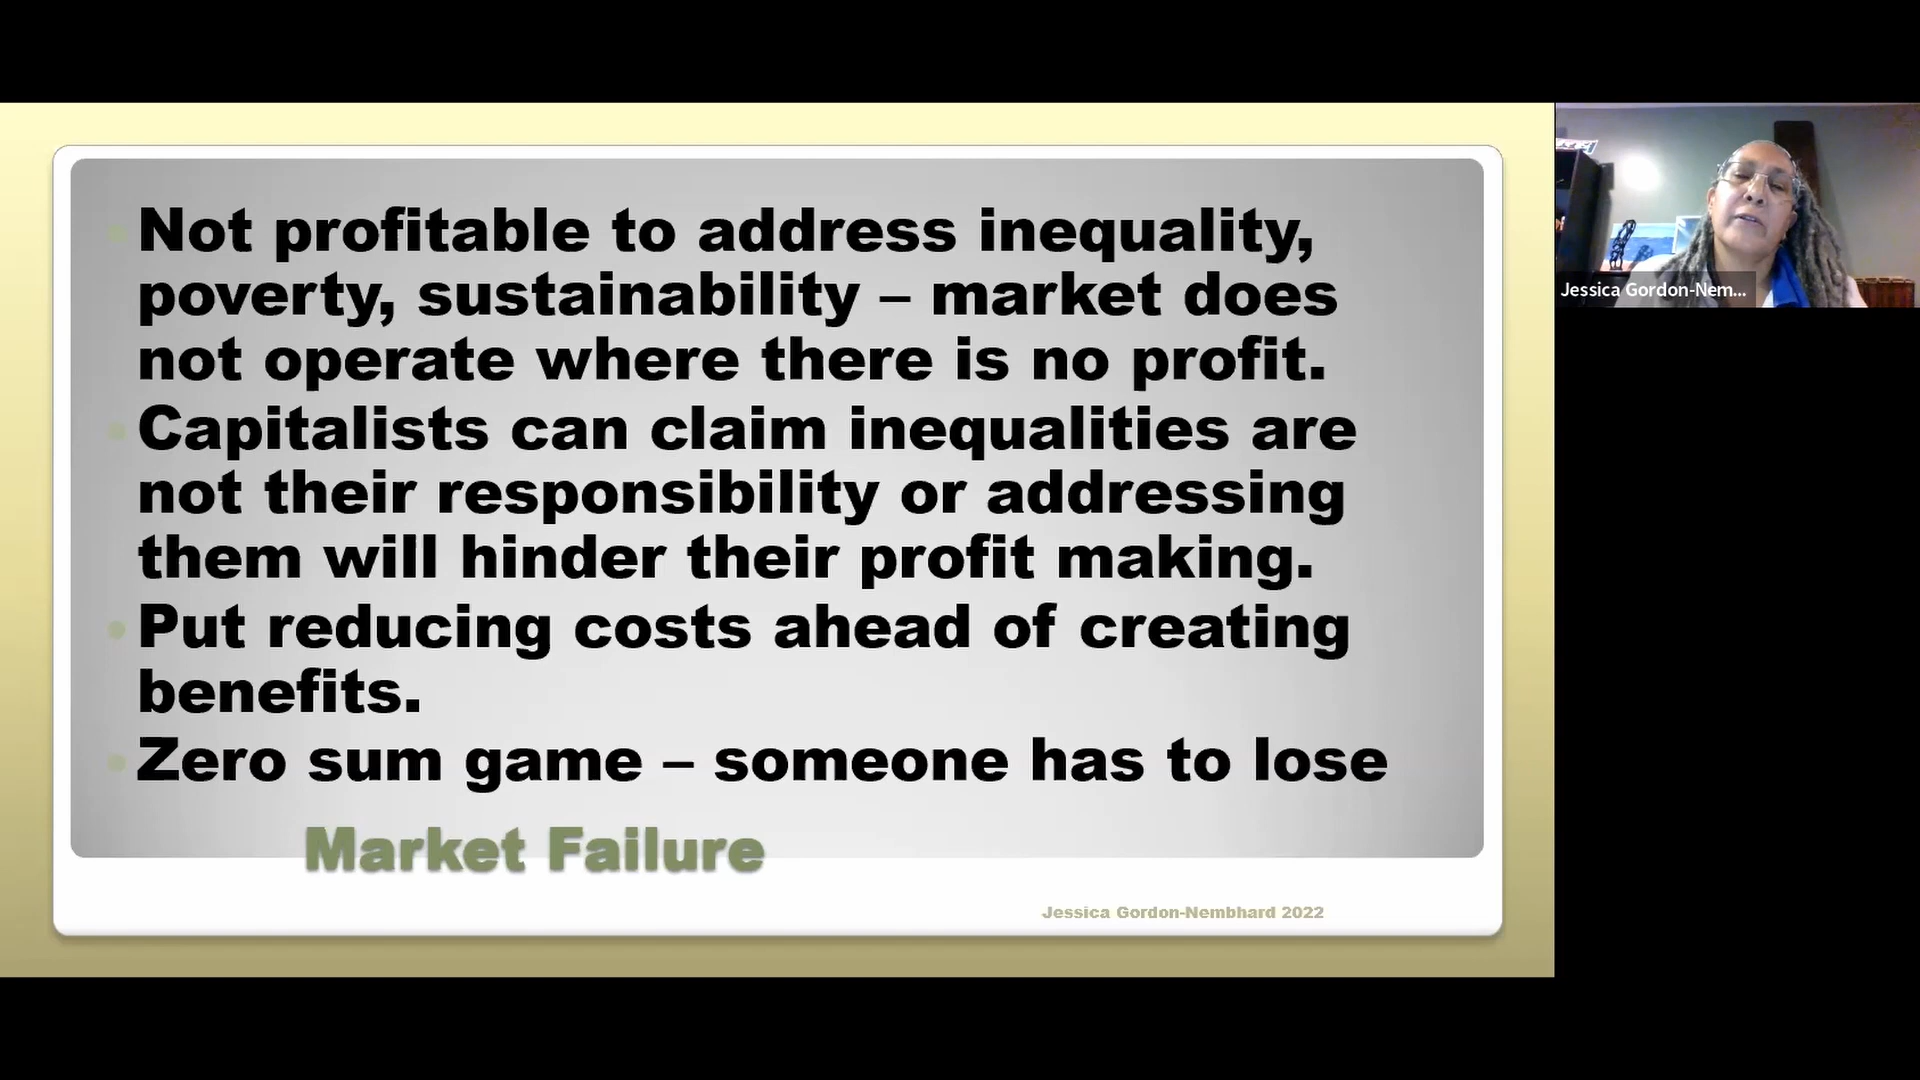 Not profitable to address inequality,
poverty, sustainability – market does
not operate where there is no profit.
Capitalists can claim inequalities are
not their responsibility or addressing
them will hinder their profit making.
Put reducing costs ahead of creating
benefits.
Zero sum game – someone has to lose
Market Failure
Jessica Gordon-Nembhard 2022
Jessica Gordon-Nem...